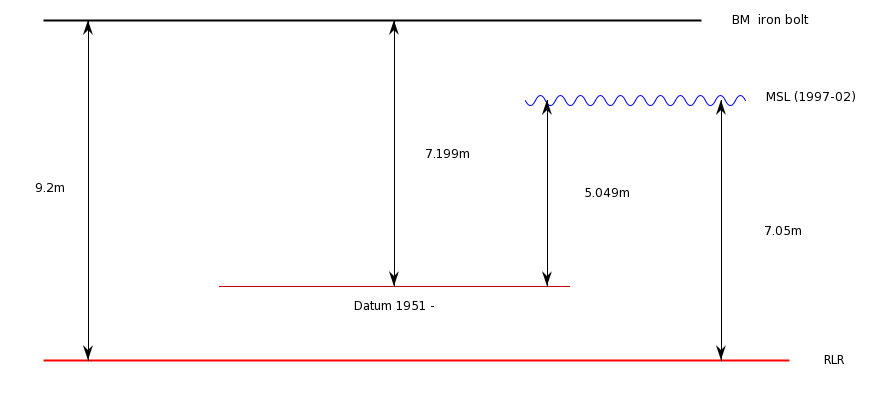 BM  iron bolt
MSL (1997-02)
7.199m
9.2m
5.049m
7.05m
Datum 1951 -
RLR